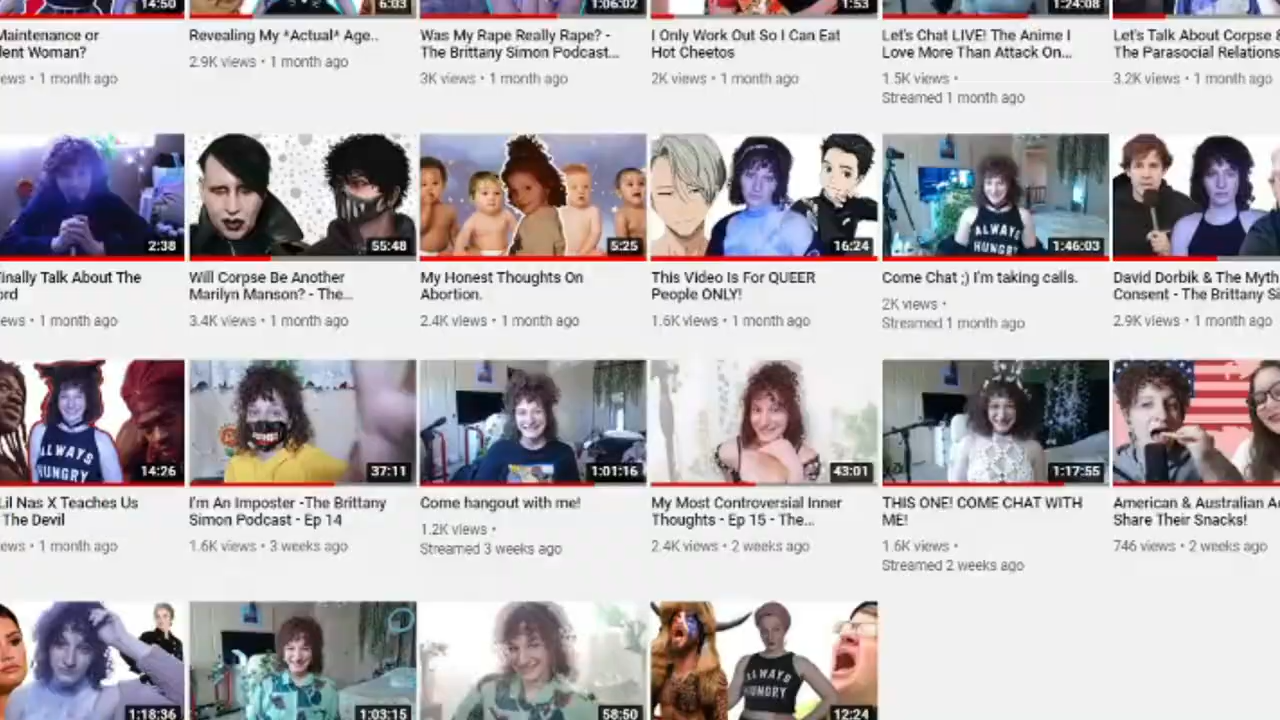 14:50
6:03
1:06:02
1:53
1:24:08
Maintenance or
lent Woman?
ews • 1 month ago
Revealing My *Actual* Age..
2.9K views • 1 month ago
Was My Rape Really Rape? -
The Brittany Simon Podcast...
3K views • 1 month ago
I Only Work Out So I Can Eat
Hot Cheetos
2K views • 1 month ago
Let's Chat LIVE! The Anime I
Love More Than Attack On...
1.5K views •
Streamed 1 month ago
Let's Talk About Corpse &
The Parasocial Relations
3.2K views • 1 month ago
2:38
55:48
5:25
16:24
ALWAYS
HUNGRY
1:46:03
Finally Talk About The
ord
ews • 1 month ago
Will Corpse Be Another
Marilyn Manson? - The...
3.4K views • 1 month ago
My Honest Thoughts On
Abortion.
2.4K views • 1 month ago
This Video Is For QUEER
People ONLY!
1.6K views • 1 month ago
Come Chat ;) I'm taking calls.
2K views •
Streamed 1 month ago
David Dorbik & The Myth
Consent - The Brittany Si
2.9K views • 1 month ago
ALWAYS
HUNGRY
14:26
37:11
1:01:16
43:01
1:17:55
Lil Nas X Teaches Us
The Devil
ews • 1 month ago
I'm An Imposter -The Brittany
Simon Podcast - Ep 14
1.6K views • 3 weeks ago
Come hangout with me!
1.2K views •
Streamed 3 weeks ago
My Most Controversial Inner
Thoughts - Ep 15 - The...
2.4K views • 2 weeks ago
THIS ONE! COME CHAT WITH
ME!
1.6K views •
Streamed 2 weeks ago
American & Australian A
Share Their Snacks!
746 views • 2 weeks ago
1:18:36
1:03:15
58:50
ALWAYS
HUNGRY
12:24